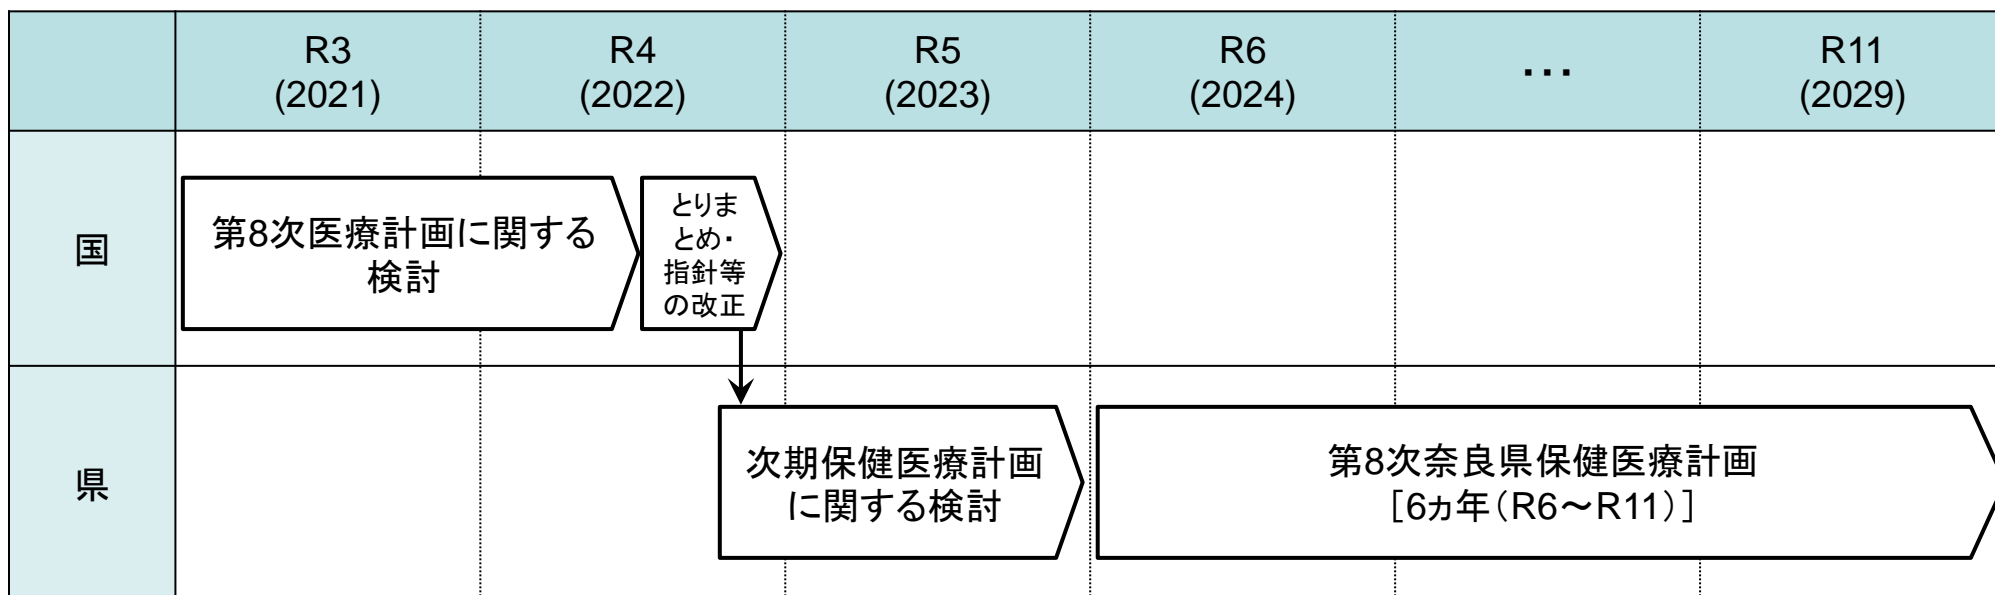 R3
(2021)
R4
(2022)
R5
(2023)
R6
(2024)
・・・
R11
(2029)
国
第8次医療計画に関する
検討
とりま
とめ・
指針等
の改正
県
次期保健医療計画
に関する検討
第8次奈良県保健医療計画
[6ヵ年(R6～R11)]